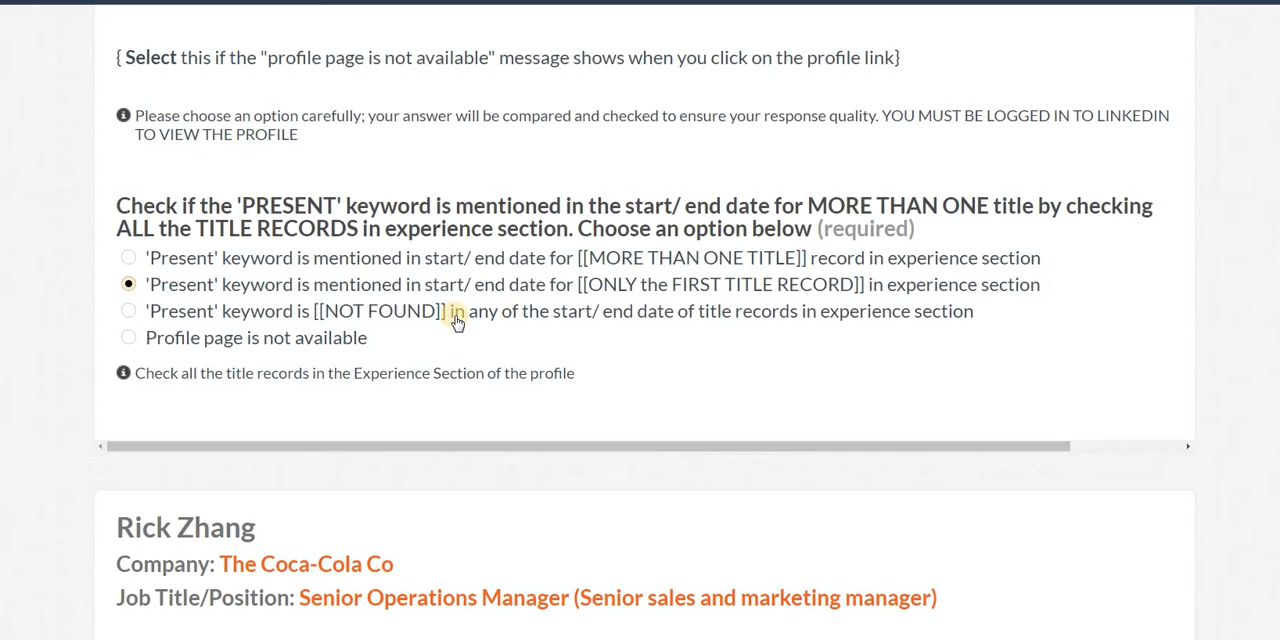 { Select this if the "profile page is not available" message shows when you click on the profile link}
Please choose an option carefully; your answer will be compared and checked to ensure your response quality. YOU MUST BE LOGGED IN TO LINKEDIN
TO VIEW THE PROFILE
Check if the 'PRESENT' keyword is mentioned in the start/ end date for MORE THAN ONE title by checking
ALL the TITLE RECORDS in experience section. Choose an option below (required)
'Present' keyword is mentioned in start/ end date for [[MORE THAN ONE TITLE]] record in experience section
'Present' keyword is mentioned in start/ end date for [[ONLY the FIRST TITLE RECORD]] in experience section
'Present' keyword is [[NOT FOUND]] in any of the start/ end date of title records in experience section
Profile page is not available
Check all the title records in the Experience Section of the profile
Rick Zhang
Company: The Coca-Cola Co
Job Title/Position: Senior Operations Manager (Senior sales and marketing manager)